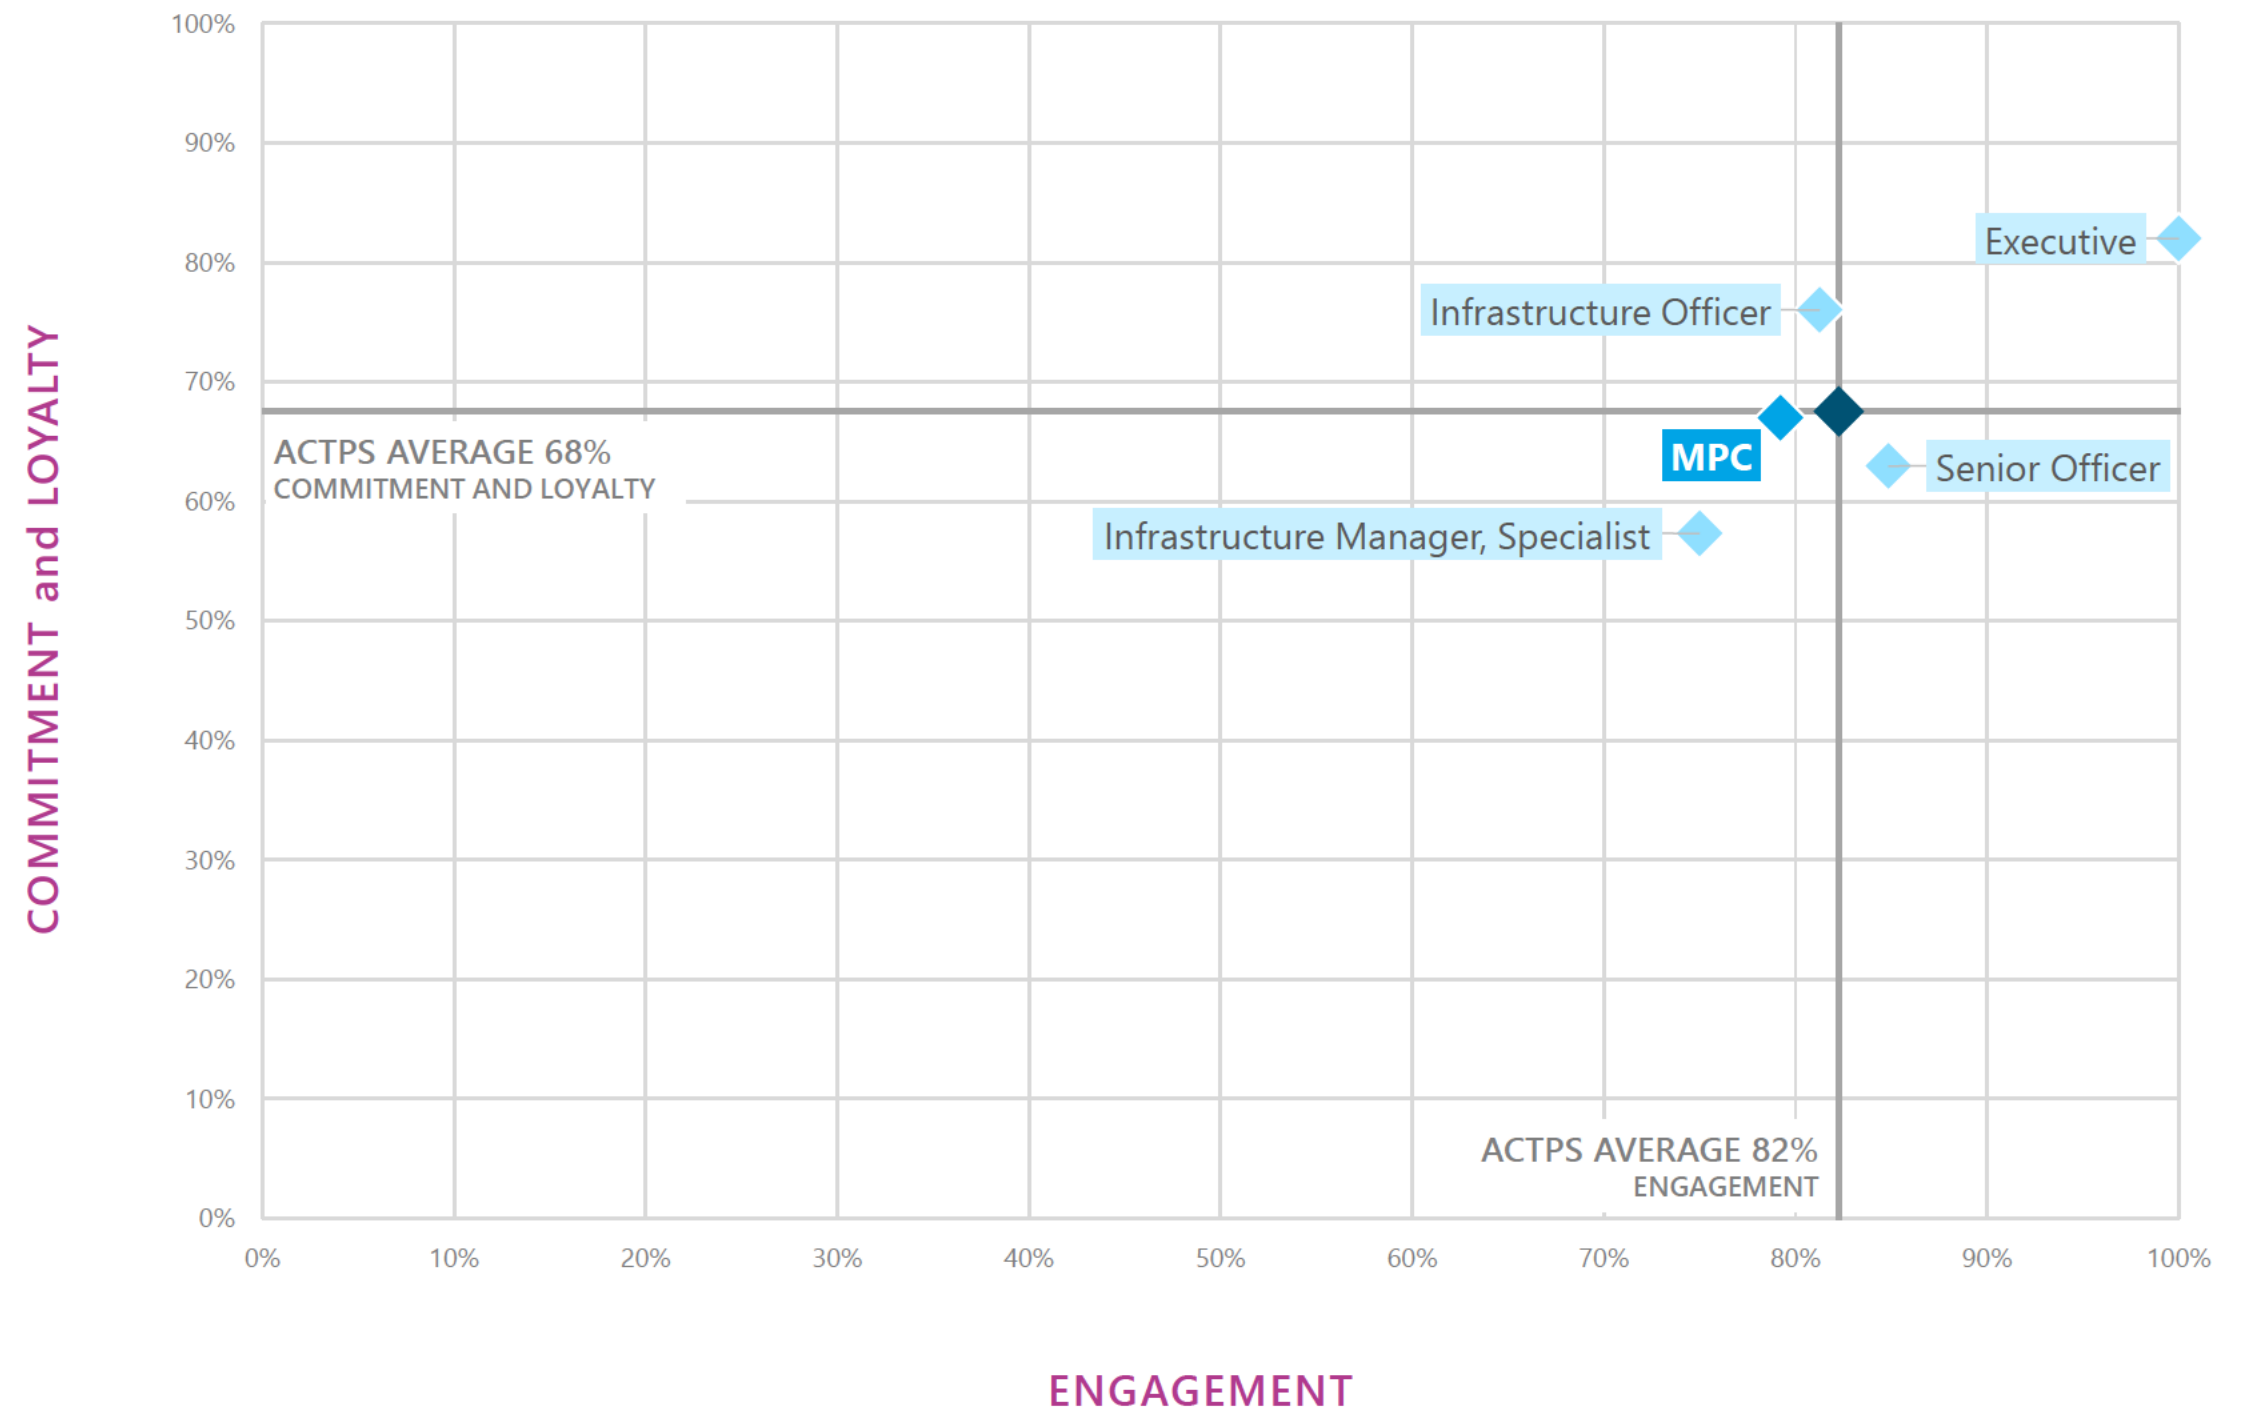 COMMITMENT and LOYALTY
100%
90%
80%
70%
60%
50%
40%
30%
20%
10%
0%
Executive
Infrastructure Officer
ACTPS AVERAGE 68%
COMMITMENT AND LOYALTY
MPC
Senior Officer
Infrastructure Manager, Specialist
ACTPS AVERAGE 82%
ENGAGEMENT
0% 10% 20% 30% 40% 50% 60% 70% 80% 90% 100%
ENGAGEMENT